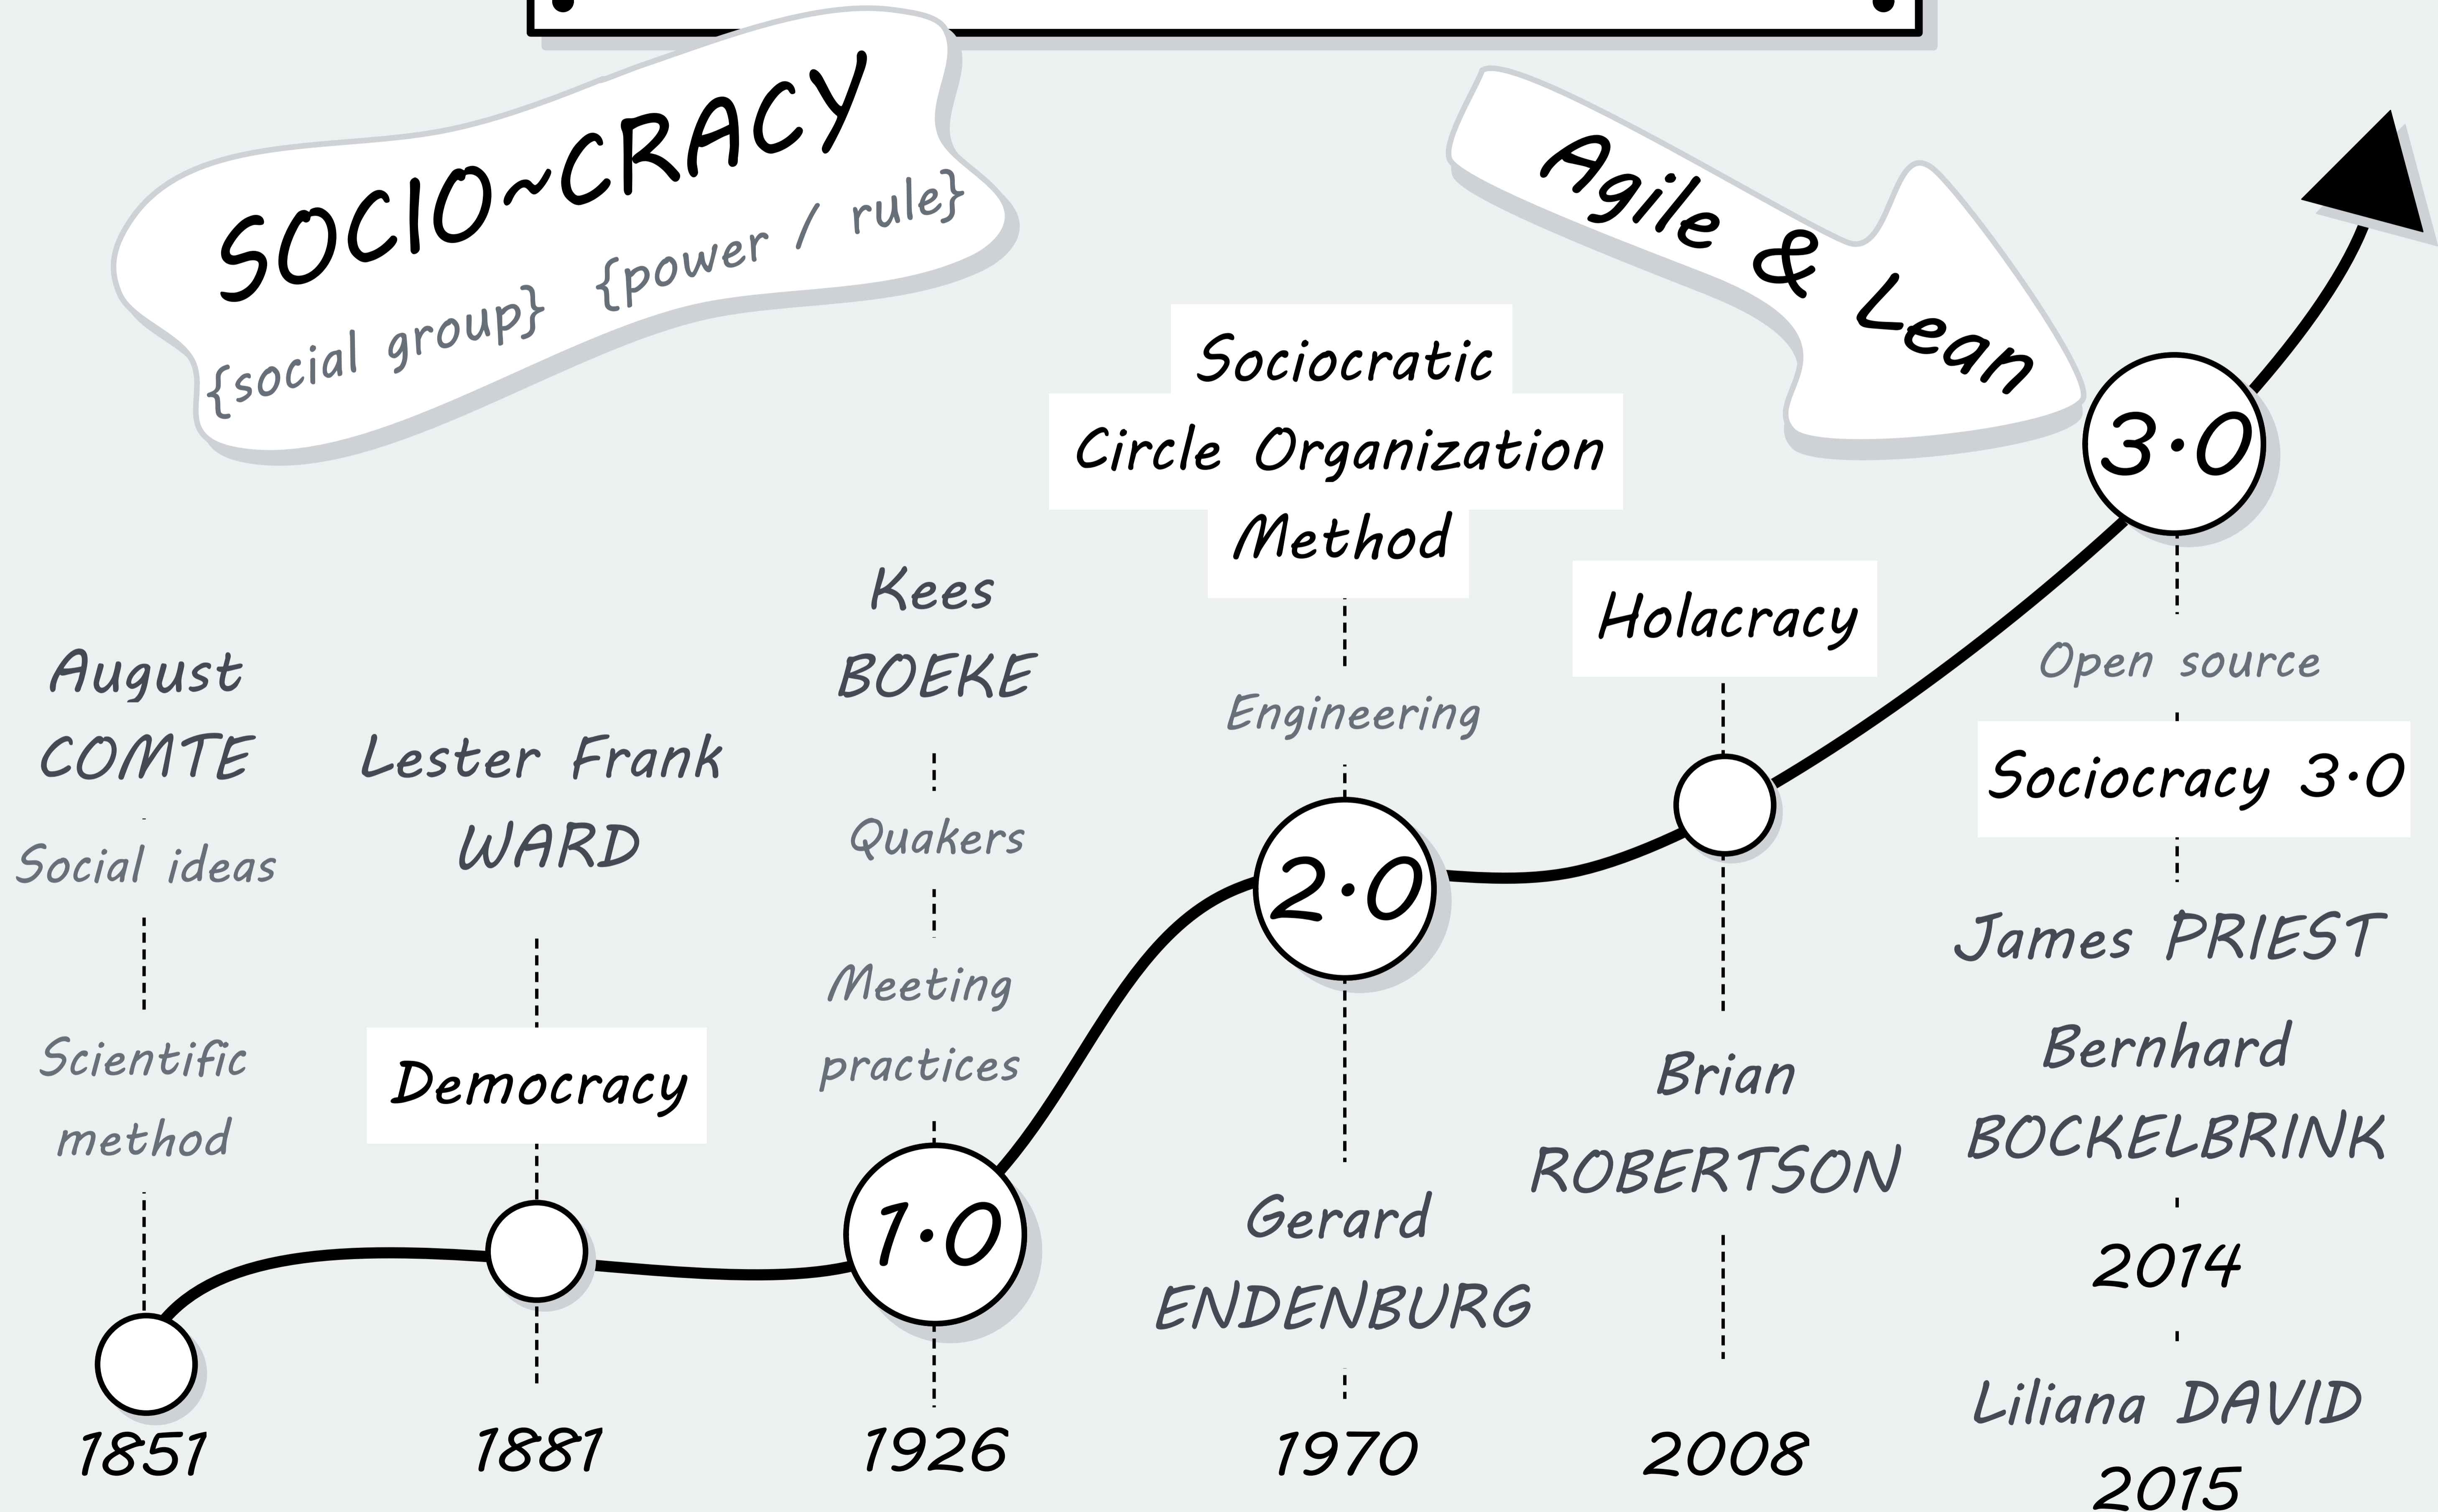 SOCIO~CRACY
{social group} {power / rule}
Agile & Lean
August
COMTE
Social ideas
Scientific
method
1851
Lester Frank
WARD
Democracy
1881
Kees
BOEKE
Quakers
Meeting
practices
1.0
1926
Sociocratic
Circle Organization
Method
Engineering
2.0
Gerard
ENDENBURG
1970
Holacracy
Brian
ROBERTSON
2008
3.0
Open source
Sociocracy 3.0
James PRIEST
Bernhard
BOCKELBRINK
2014
Liliana DAVID
2015